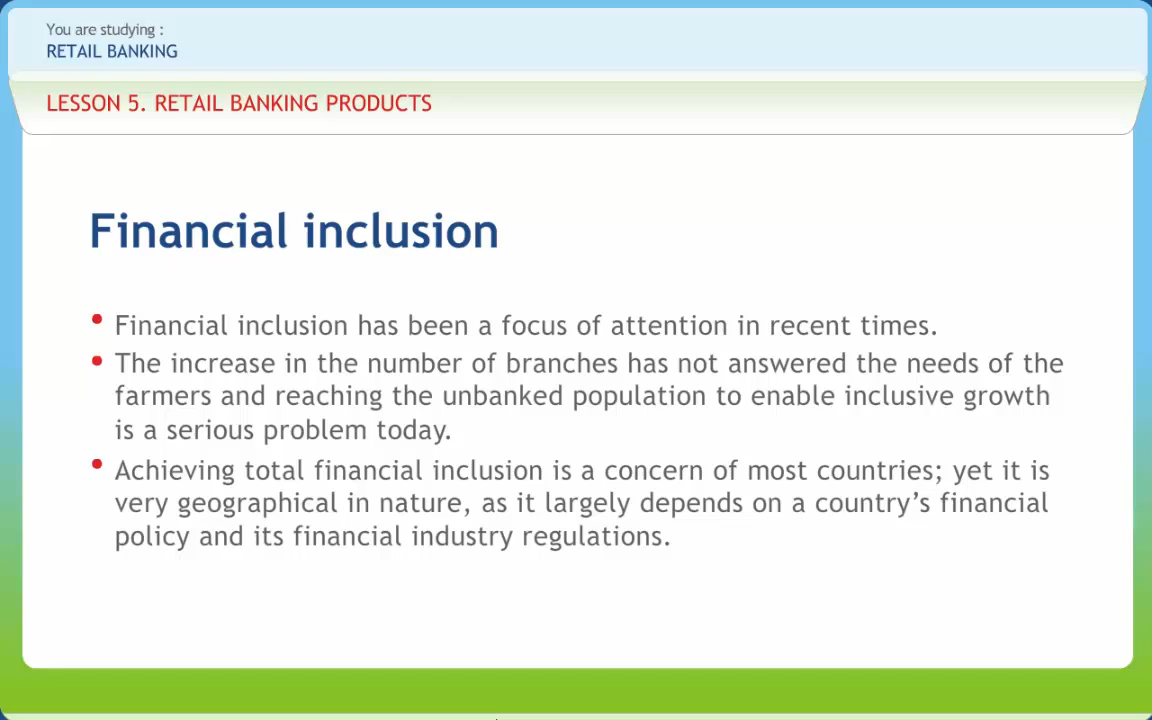 You are studying :
RETAIL BANKING
LESSON 5. RETAIL BANKING PRODUCTS
Financial inclusion
• Financial inclusion has been a focus of attention in recent times.
• The increase in the number of branches has not answered the needs of the
farmers and reaching the unbanked population to enable inclusive growth
is a serious problem today.
• Achieving total financial inclusion is a concern of most countries; yet it is
very geographical in nature, as it largely depends on a country’s financial
policy and its financial industry regulations.